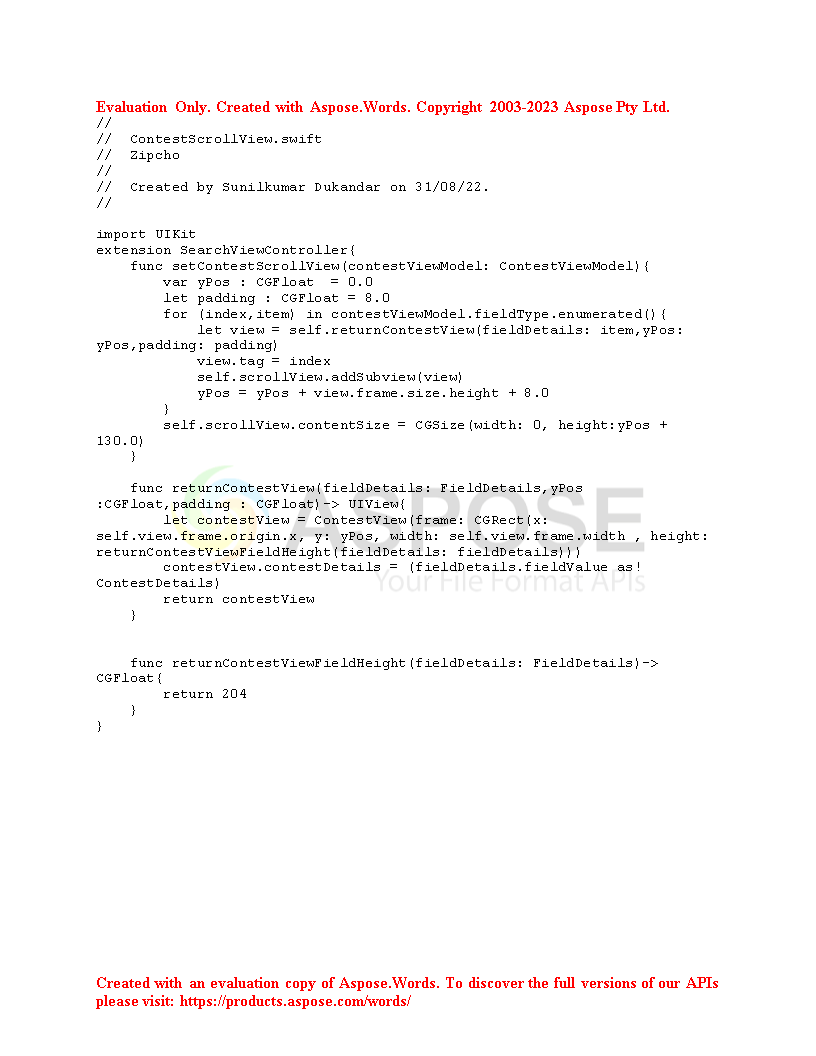 Evaluation Only. Created with Aspose.Words. Copyright 2003-2023 Aspose Pty Ltd.
//
//  ContestScrollView.swift
//  Zipcho
//
//  Created by Sunilkumar Dukandar on 31/08/22.
//
import UIKit
extension SearchViewController{
    func setContestScrollView(contestViewModel: ContestViewModel){
        var yPos : CGFloat  = 0.0
        let padding : CGFloat = 8.0
        for (index,item) in contestViewModel.fieldType.enumerated(){
            let view = self.returnContestView(fieldDetails: item,yPos:
yPos,padding: padding)
            view.tag = index
            self.scrollView.addSubview(view)
            yPos = yPos + view.frame.size.height + 8.0
        }
        self.scrollView.contentSize = CGSize(width: 0, height:yPos +
130.0)
    }
    func returnContestView(fieldDetails: FieldDetails,yPos
:CGFloat,padding : CGFloat)-> UIView{
        let contestView = ContestView(frame: CGRect(x:
self.view.frame.origin.x, y: yPos, width: self.view.frame.width , height:
returnContestViewFieldHeight(fieldDetails: fieldDetails)))
        contestView.contestDetails = (fieldDetails.fieldValue as!
ContestDetails)
        return contestView
    }
    func returnContestViewFieldHeight(fieldDetails: FieldDetails)->
CGFloat{
        return 204
    }
}
ASPOSE
Your File Format APIs
Created with an evaluation copy of Aspose.Words. To discover the full versions of our APIs
please visit: https://products.aspose.com/words/